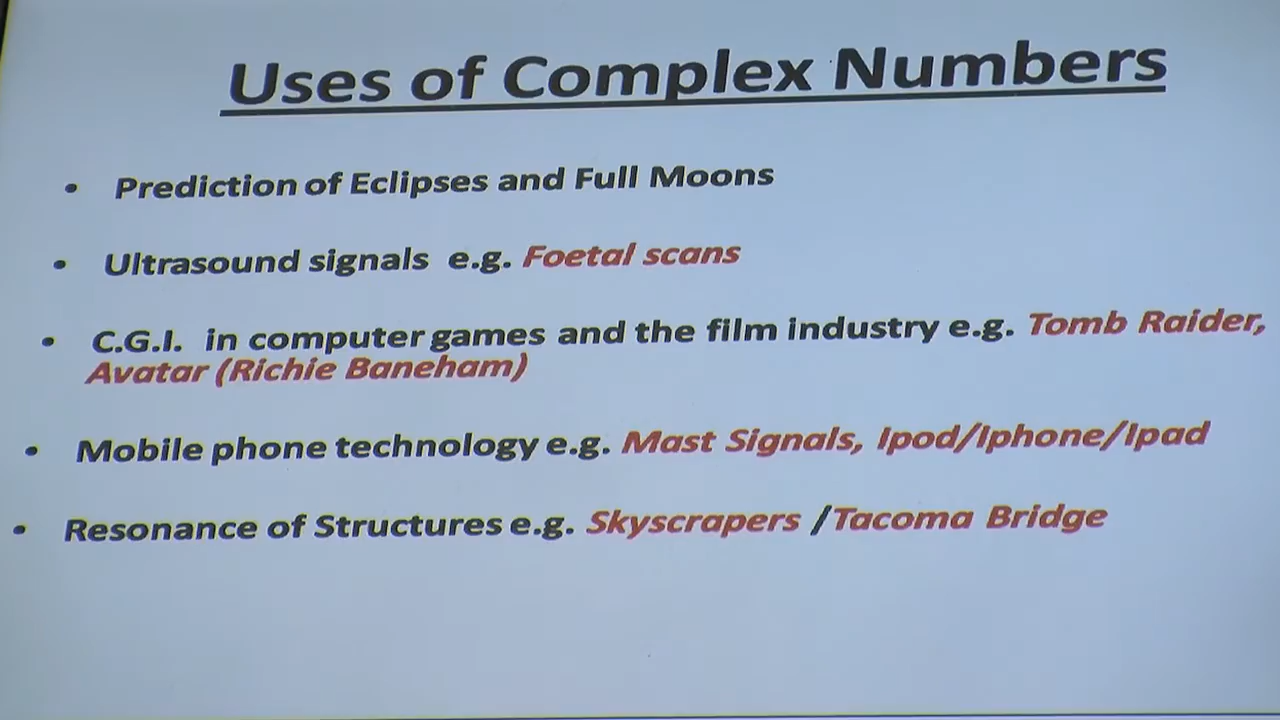 Uses of Complex Numbers
• Prediction of Eclipses and Full Moons
• Ultrasound signals e.g. Foetal scans
• C.G.I. in computer games and the film industry e.g. Tomb Raider,
Avatar (Richie Baneham)
• Mobile phone technology e.g. Mast Signals, Ipod/Iphone/Ipad
• Resonance of Structures e.g. Skyscrapers /Tacoma Bridge